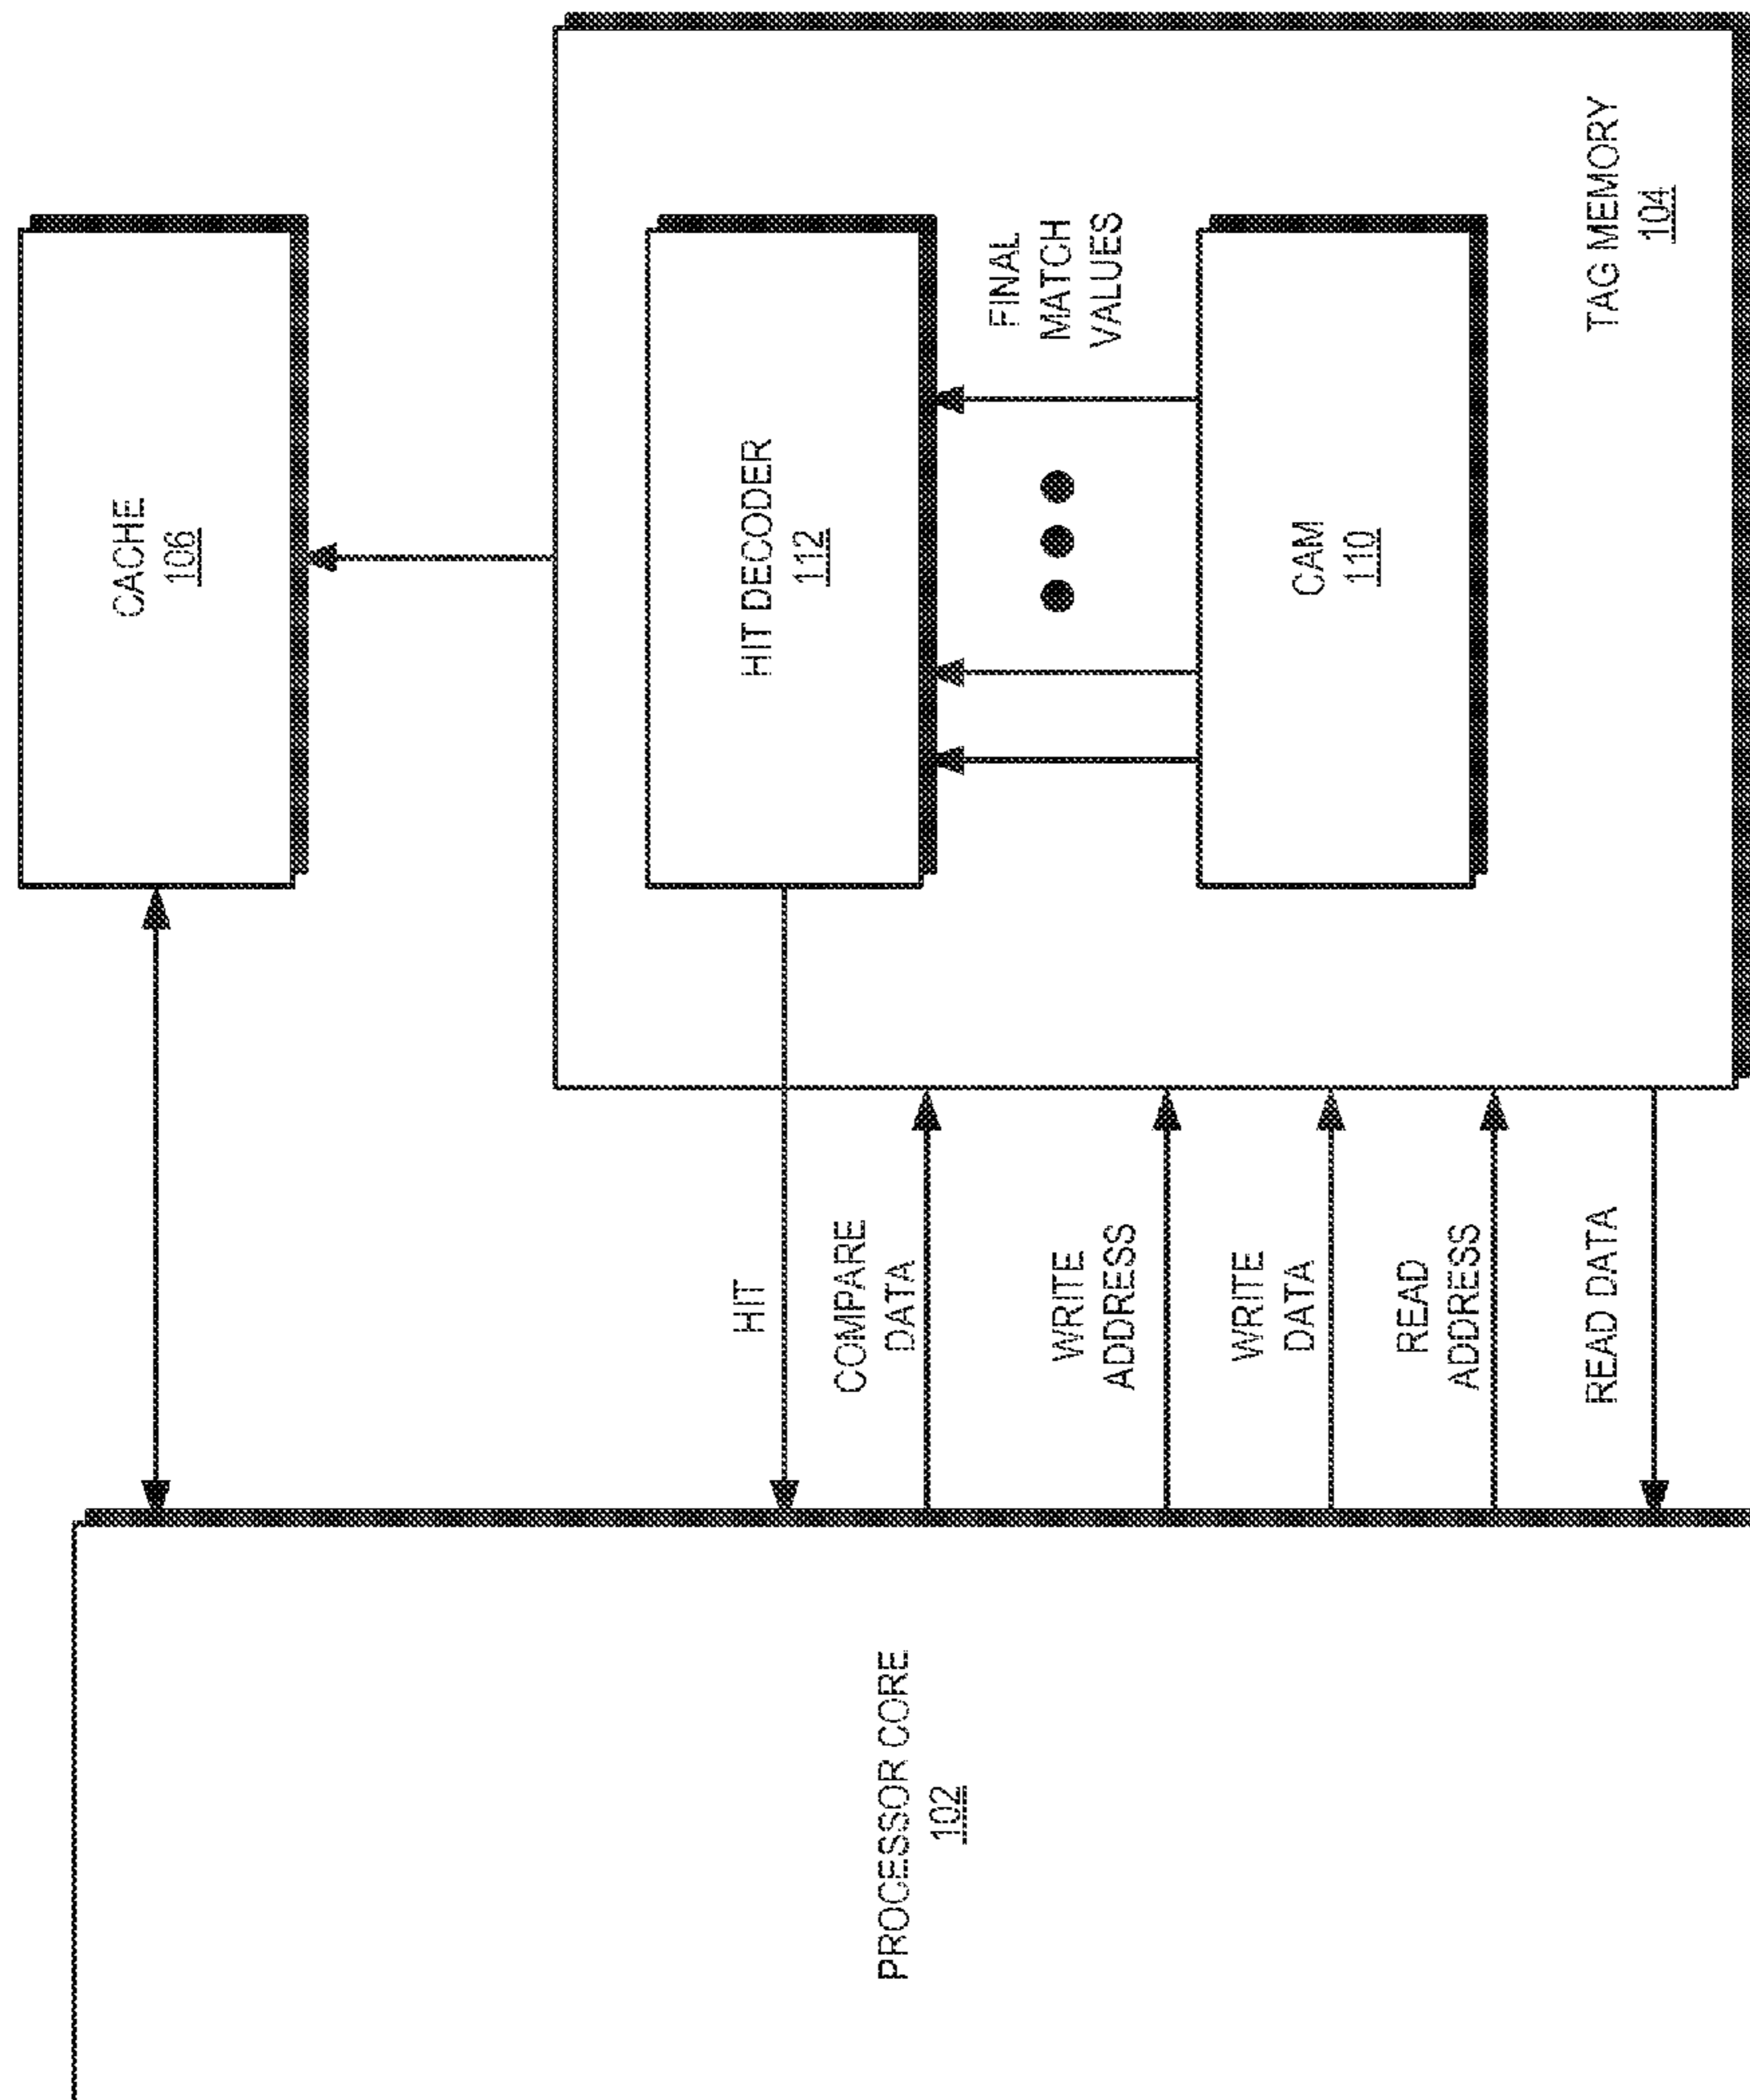 PROCESSOR CORE
102
HIT
COMPARE
DATA
WRITE
ADDRESS
WRITE
DATA
READ
ADDRESS
READ DATA
CACHE
106
HIT DECODER
112
FINAL
MATCH
VALUES
CAM
110
TAG MEMORY
104